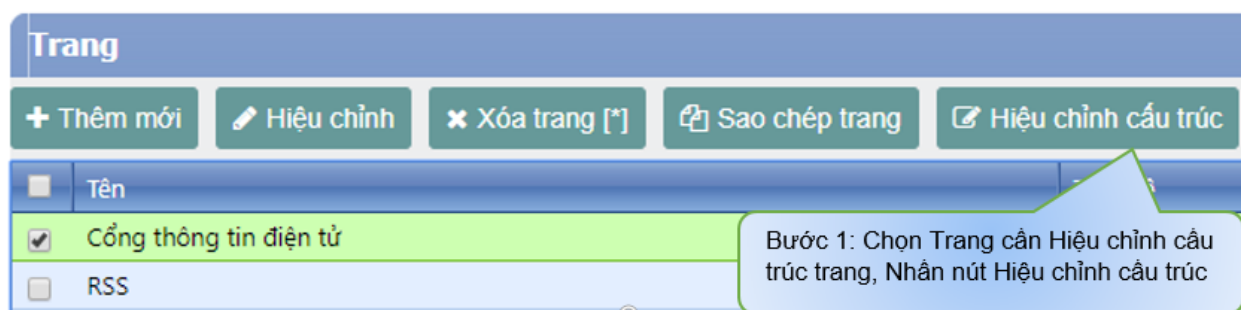 Trang
Thêm mới Hiệu chỉnh Xóa trang [*] Sao chép trang Hiệu chỉnh cấu trúc
Tên
Cổng thông tin điện tử
RSS
Bước 1: Chọn Trang cần Hiệu chỉnh cấu
trúc trang, Nhấn nút Hiệu chỉnh cấu trúc